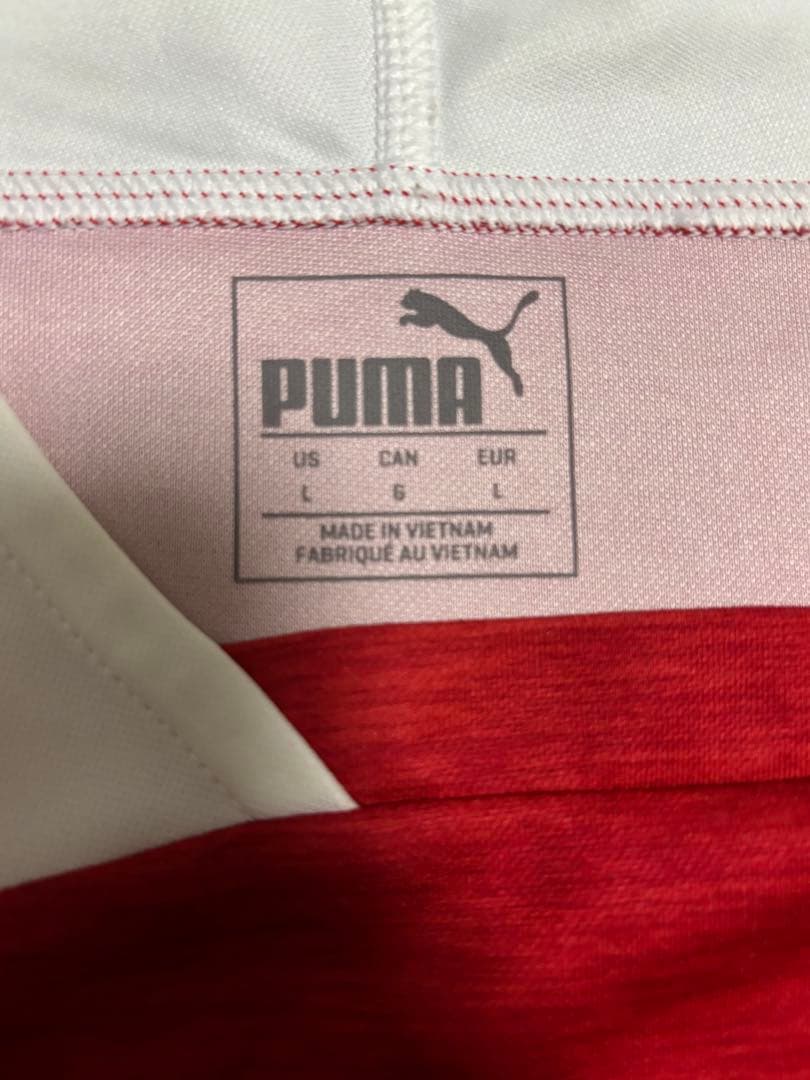 PUMA
US CAN EUR
L G L
MADE IN VIETNAM
FABRIQUÉ AU VIETNAM